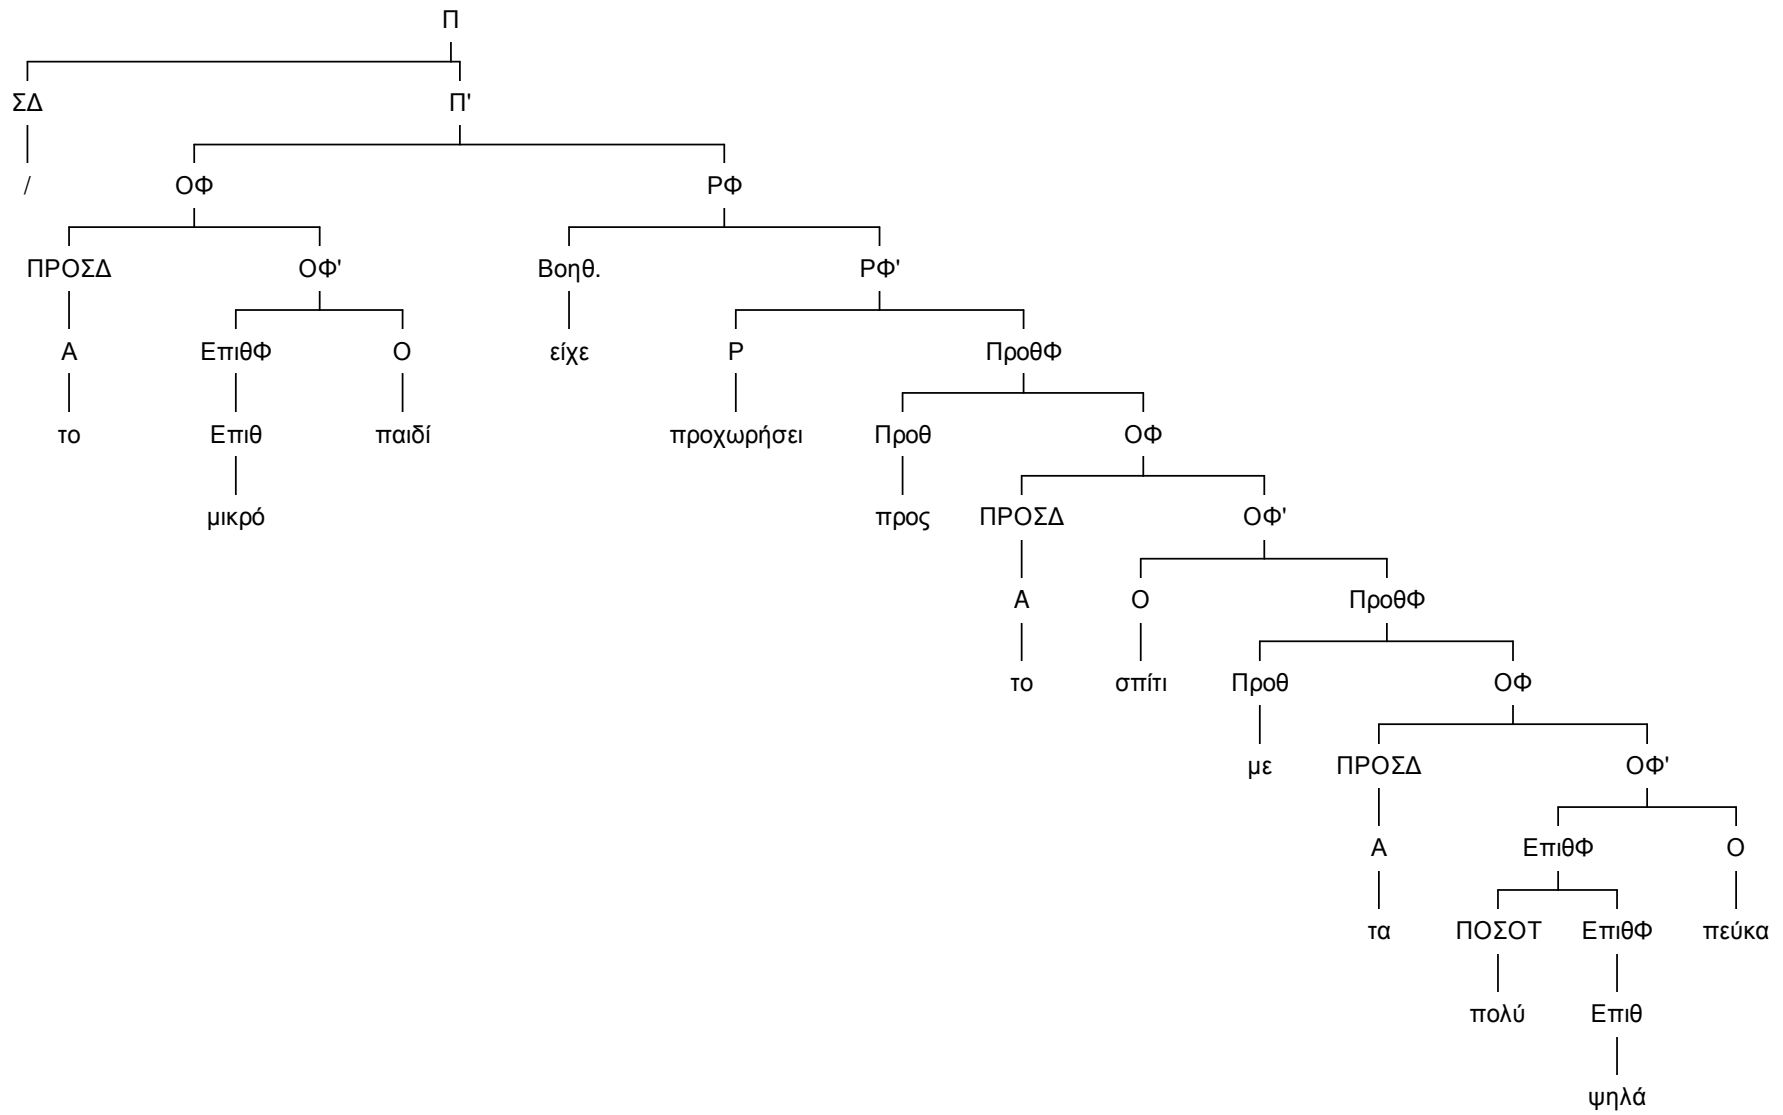 Π
ΣΔ Π'
/ ΟΦ ΡΦ
ΠΡΟΣΔ ΟΦ' Βοηθ. ΡΦ'
Α ΕπιθΦ Ο είχε Ρ ΠροθΦ
το Επιθ παιδί προχωρήσει Προθ ΟΦ
μικρό προς ΠΡΟΣΔ ΟΦ'
Α Ο ΠροθΦ
το σπίτι Προθ ΟΦ
με ΠΡΟΣΔ ΟΦ'
Α ΕπιθΦ Ο
τα ΠΟΣΟΤ ΕπιθΦ πεύκα
πολύ Επιθ
ψηλά